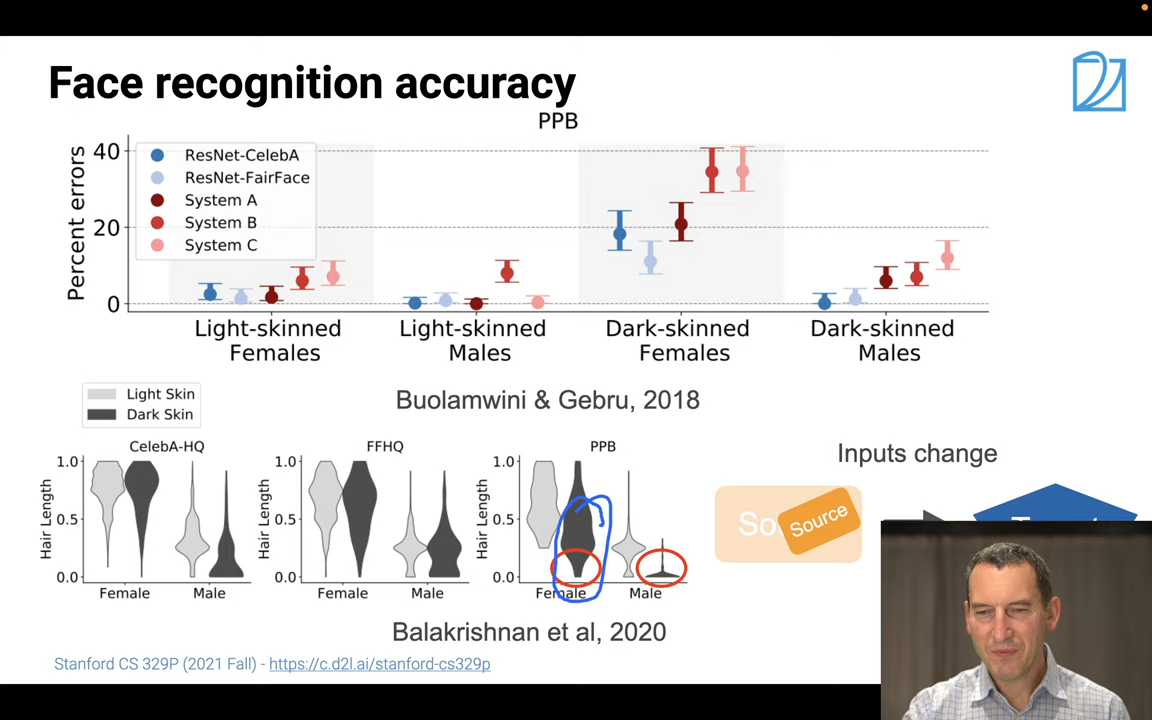 Face recognition accuracy
PPB
Percent errors
40
20
0
ResNet-CelebA
ResNet-FairFace
System A
System B
System C
Light-skinned
Females
Light-skinned
Males
Dark-skinned
Females
Dark-skinned
Males
Buolamwini & Gebru, 2018
Light Skin
Dark Skin
CelebA-HQ
Hair Length
1.0
0.5
0.0
Female
Male
FFHQ
Hair Length
1.0
0.5
0.0
Female
Male
PPB
Hair Length
1.0
0.5
0.0
Female
Male
Inputs change
Source
Balakrishnan et al, 2020
Stanford CS 329P (2021 Fall) - https://c.d2l.ai/stanford-cs329p